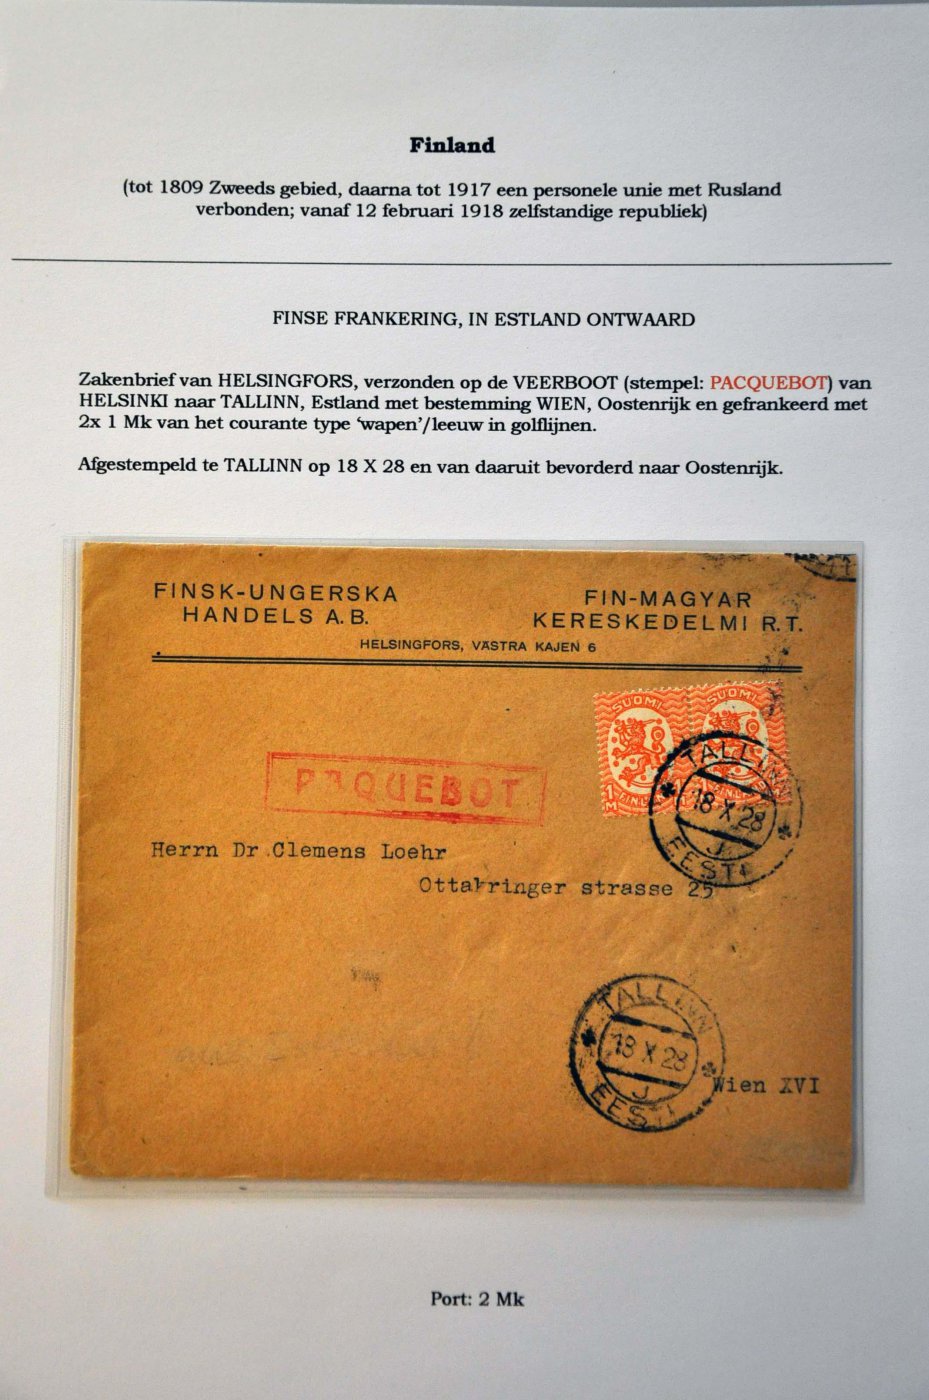 Finland
(tot 1809 Zweeds gebied, daarna tot 1917 een personele unie met Rusland
verbonden; vanaf 12 februari 1918 zelfstandige republiek)
FINSE FRANKERING, IN ESTLAND ONTWAARD
Zakenbrief van HELSINGFORS, verzonden op de VEERBOOT (stempel: PACQUEBOT) van
HELSINKI naar TALLINN, Estland met bestemming WIEN, Oostenrijk en gefrankeerd met
2x 1 Mk van het courante type ‘wapen’/leeuw in golflijnen.
Afgestempeld te TALLINN op 18 X 28 en van daaruit bevorderd naar Oostenrijk.
FINSK-UNGERSKA
HANDELS A.B.
FIN-MAGYAR
KERESKEDELMI R.T.
HELSINGFORS, VÄSTRA KAJEN 6
SUOMI
1 M FINLAND
SUOMI
1 FINLAND
TALLINN
18 X 28
J
EESTI
PAQUEBOT
Herrn Dr.Clemens Loehr
Ottakringer strasse 25
TALLINN
18 X 28
J
EESTI
Wien XVI
Port: 2 Mk